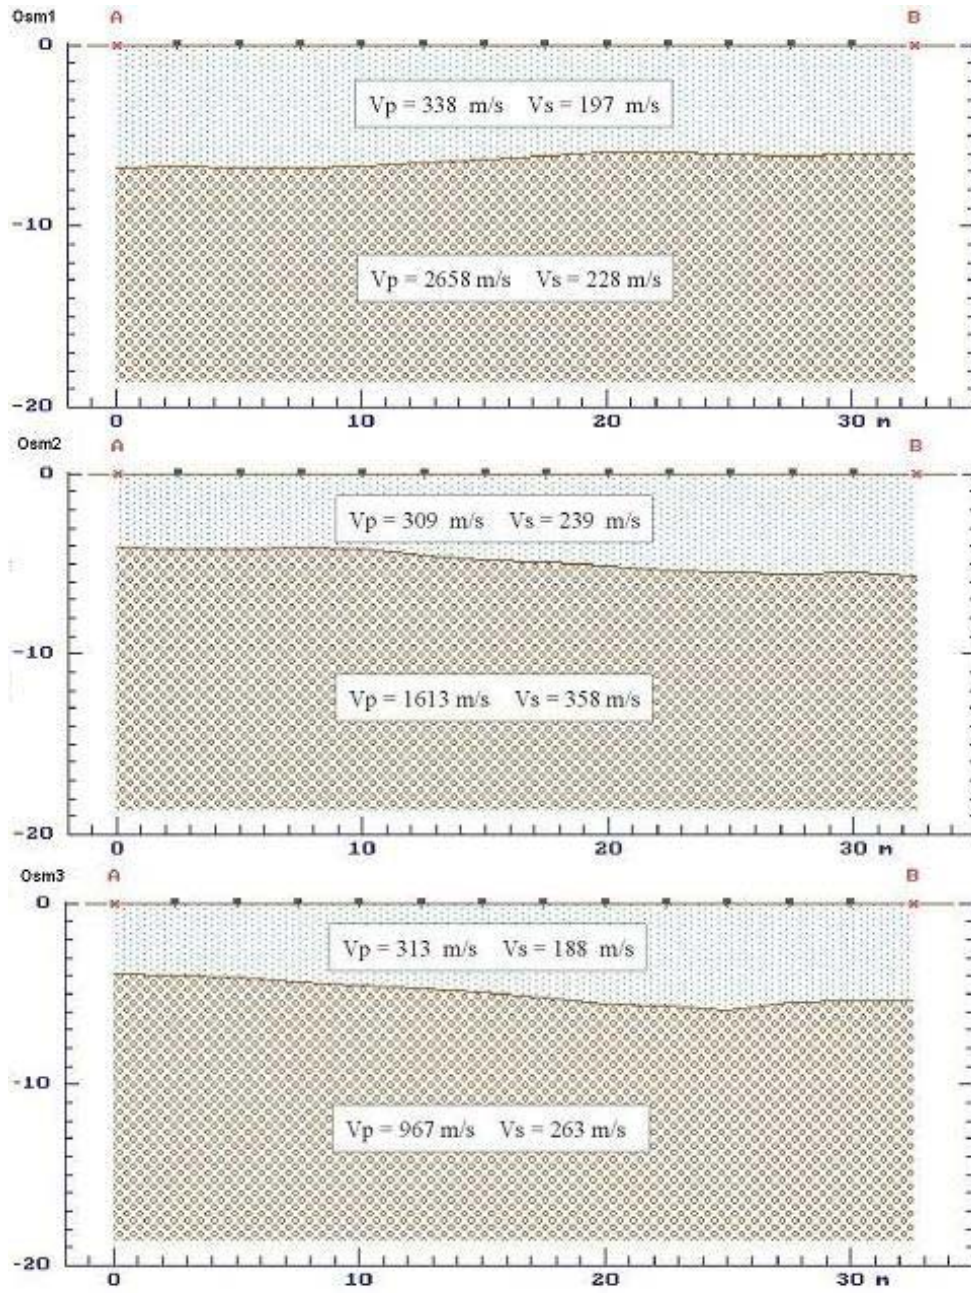 Osm1
A B
0
Vp = 338 m/s Vs = 197 m/s
-10
Vp = 2658 m/s Vs = 228 m/s
-20
0 10 20 30 m
Osm2
A B
0
Vp = 309 m/s Vs = 239 m/s
-10
Vp = 1613 m/s Vs = 358 m/s
-20
0 10 20 30 m
Osm3
A B
0
Vp = 313 m/s Vs = 188 m/s
-10
Vp = 967 m/s Vs = 263 m/s
-20
0 10 20 30 m